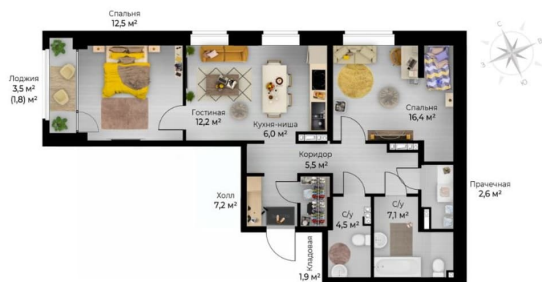 Спальня
12,5 м²
Лоджия
3,5 м²
(1,8) м²
Гостиная
12,2 м²
Кухня-ниша
6,0 м²
Спальня
16,4 м²
Коридор
5,5 м²
Холл
7,2 м²
Прачечная
2,6 м²
С/у
4,5 м²
С/у
7,1 м²
Кладовая
1,9 м²
С
В
Ю